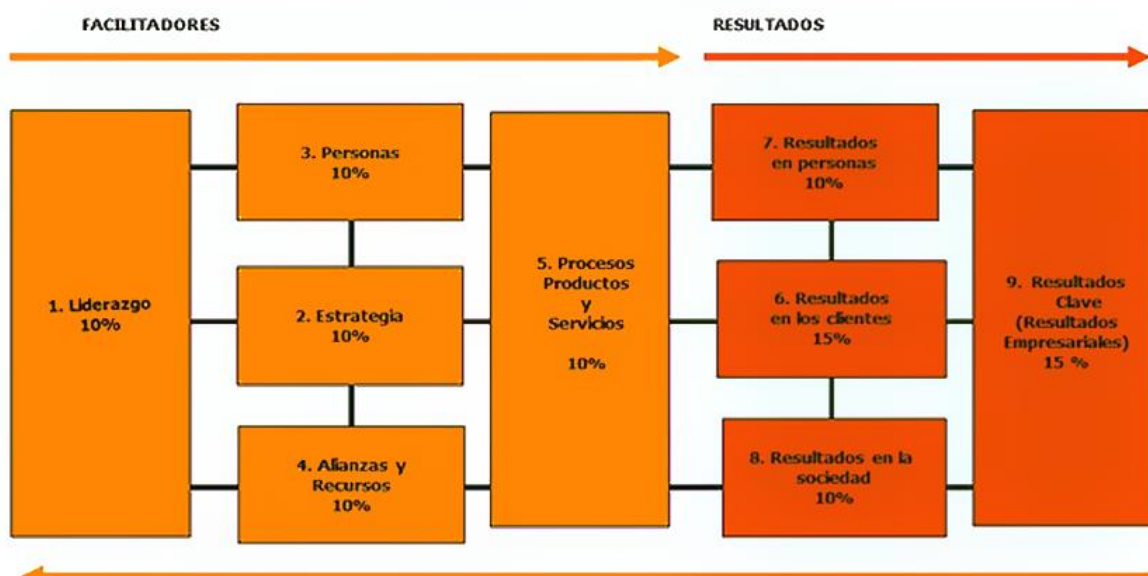 FACILITADORES
RESULTADOS
1. Liderazgo
10%
3. Personas
10%
2. Estrategia
10%
4. Alianzas y
Recursos
10%
5. Procesos
Productos
y
Servicios
10%
7. Resultados
en personas
10%
6. Resultados
en los clientes
15%
8. Resultados en la
sociedad
10%
9. Resultados
Clave
(Resultados
Empresariales)
15 %